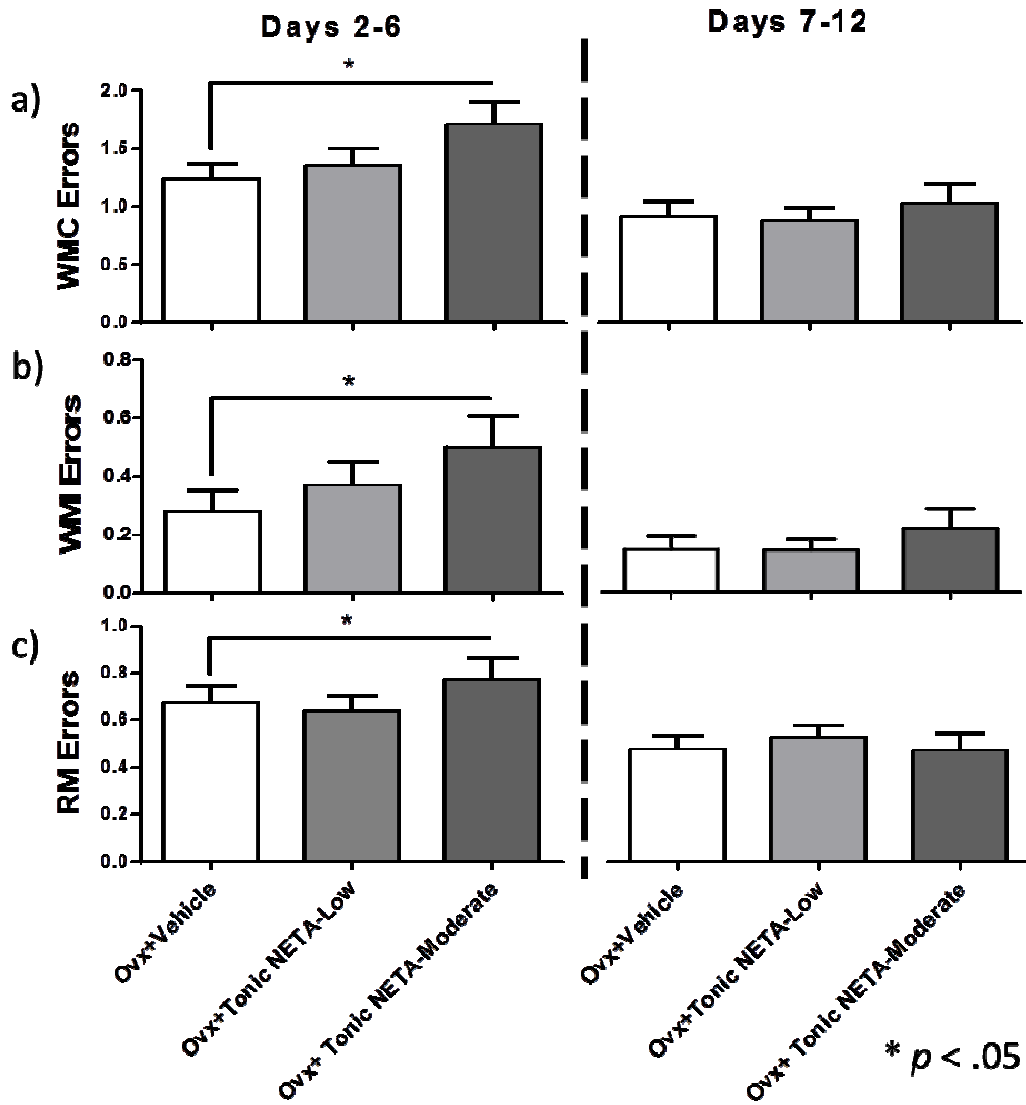 Days 2-6
Days 7-12
a)
WMC Errors
2.0
1.5
1.0
0.5
0.0
*
b)
WMI Errors
0.8
0.6
0.4
0.2
0.0
*
c)
RM Errors
1.0
0.8
0.6
0.4
0.2
0.0
*
Ovx+Vehicle
Ovx+Tonic NETA-Low
Ovx+ Tonic NETA-Moderate
Ovx+Vehicle
Ovx+Tonic NETA-Low
Ovx+ Tonic NETA-Moderate
* p < .05